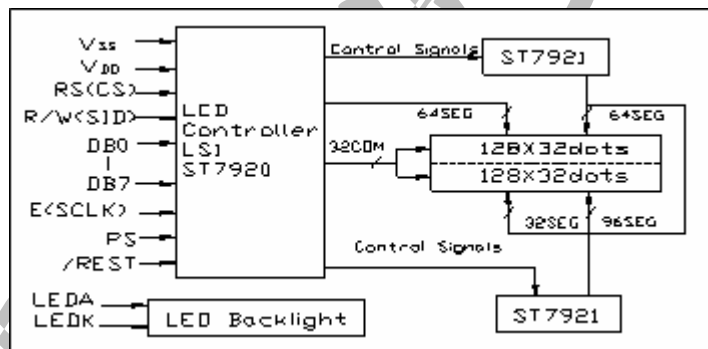 Vss
VDD
RS(CS)
R/W(SID)
DB0
DB7
E(SCLK)
PS
/REST
LCD
Controller
LSI
ST7920
Control Signals
ST7921
64SEG
64SEG
32COM
128X32dots
128X32dots
32SEG
96SEG
Control Signals
ST7921
LEDA
LEDK
LED Backlight